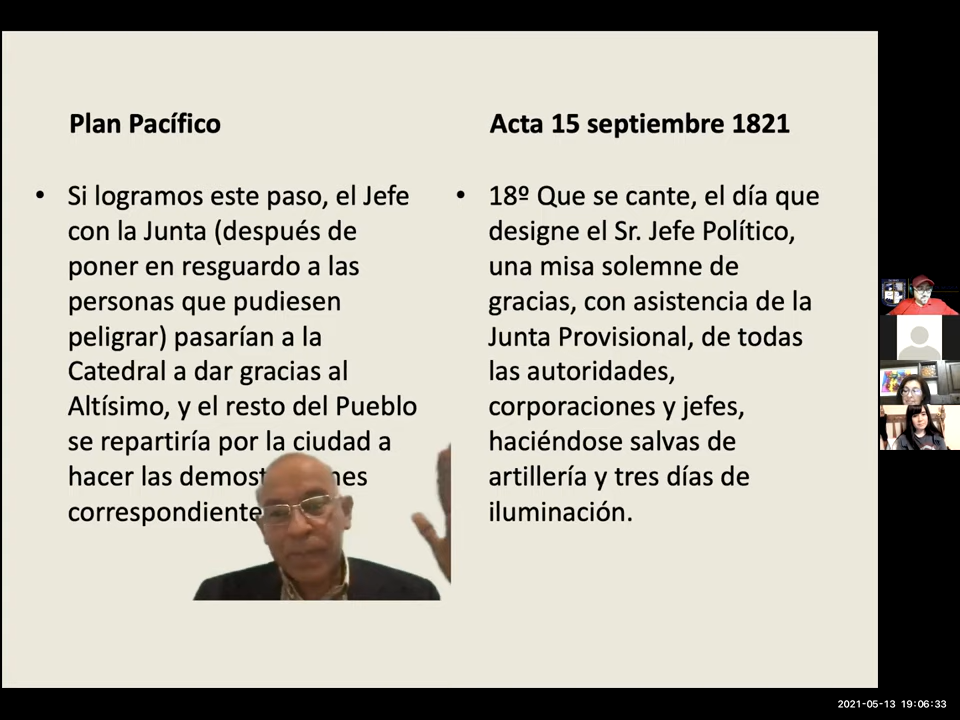 Plan Pacífico
• Si logramos este paso, el Jefe
con la Junta (después de
poner en resguardo a las
personas que pudiesen
peligrar) pasarían a la
Catedral a dar gracias al
Altísimo, y el resto del Pueblo
se repartiría por la ciudad a
hacer las
correspondiente
Acta 15 septiembre 1821
• 18º Que se cante, el día que
designe el Sr. Jefe Político,
una misa solemne de
gracias, con asistencia de la
Junta Provisional, de todas
las autoridades,
corporaciones y jefes,
haciéndose salvas de
artillería y tres días de
iluminación.
2021-05-13 19:06:33